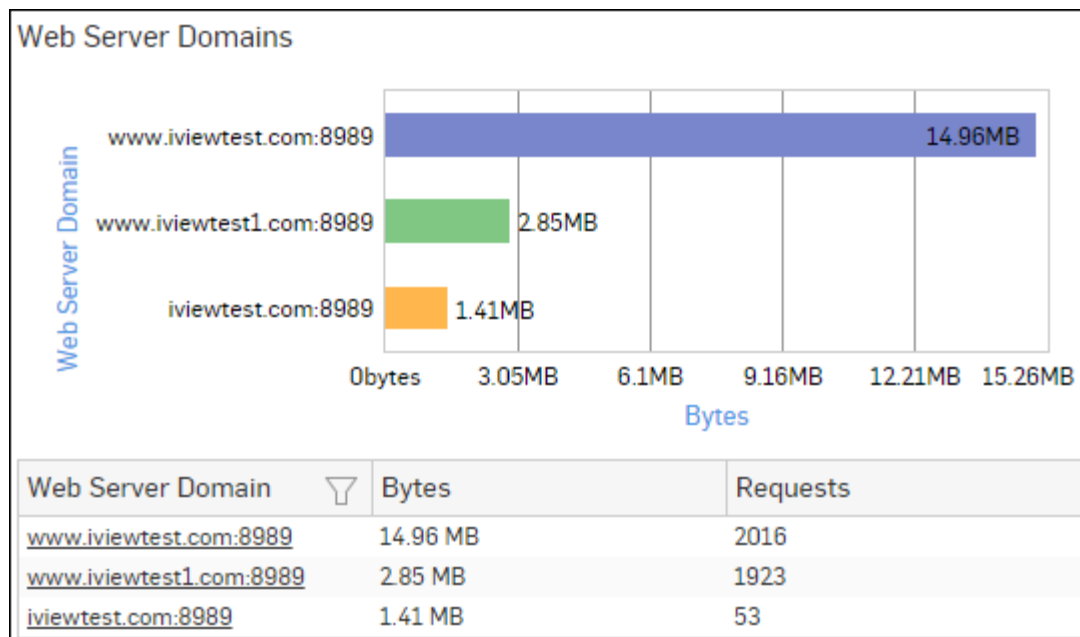 Web Server Domains
Web Server Domain
www.iviewtest.com:8989 14.96MB
www.iviewtest1.com:8989 2.85MB
iviewtest.com:8989 1.41MB
0bytes 3.05MB 6.1MB 9.16MB 12.21MB 15.26MB
Bytes
Web Server Domain Bytes Requests
www.iviewtest.com:8989 14.96 MB 2016
www.iviewtest1.com:8989 2.85 MB 1923
iviewtest.com:8989 1.41 MB 53